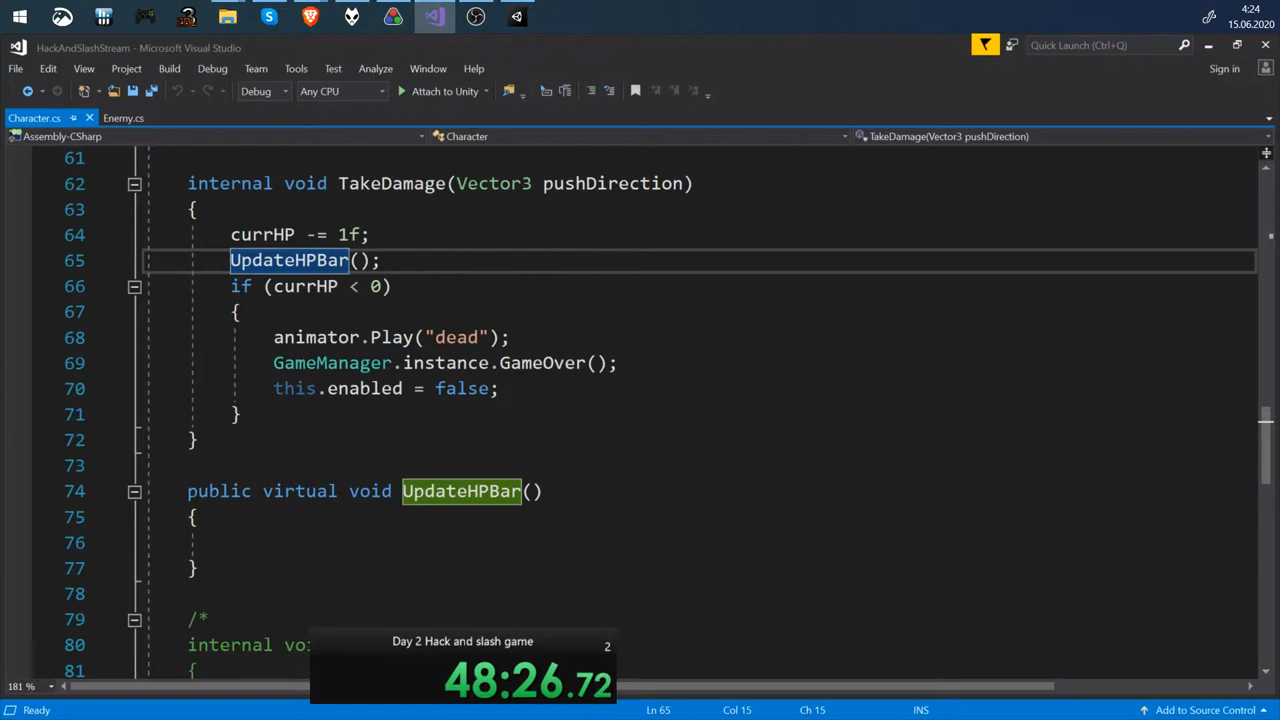 4:24
15.06.2020
HackAndSlashStream - Microsoft Visual Studio
Quick Launch (Ctrl+Q)
File Edit View Project Build Debug Team Tools Test Analyze Window Help
Sign in
Debug Any CPU Attach to Unity
Character.cs Enemy.cs
Assembly-CSharp Character TakeDamage(Vector3 pushDirection)
61
62 internal void TakeDamage(Vector3 pushDirection)
63 {
64 currHP -= 1f;
65 UpdateHPBar();
66 if (currHP < 0)
67 {
68 animator.Play("dead");
69 GameManager.instance.GameOver();
70 this.enabled = false;
71 }
72 }
73
74 public virtual void UpdateHPBar()
75 {
76
77 }
78
79 /*
80 internal voi
81 {
Day 2 Hack and slash game 2
48:26.72
181 %
Ready Ln 65 Col 15 Ch 15 INS Add to Source Control